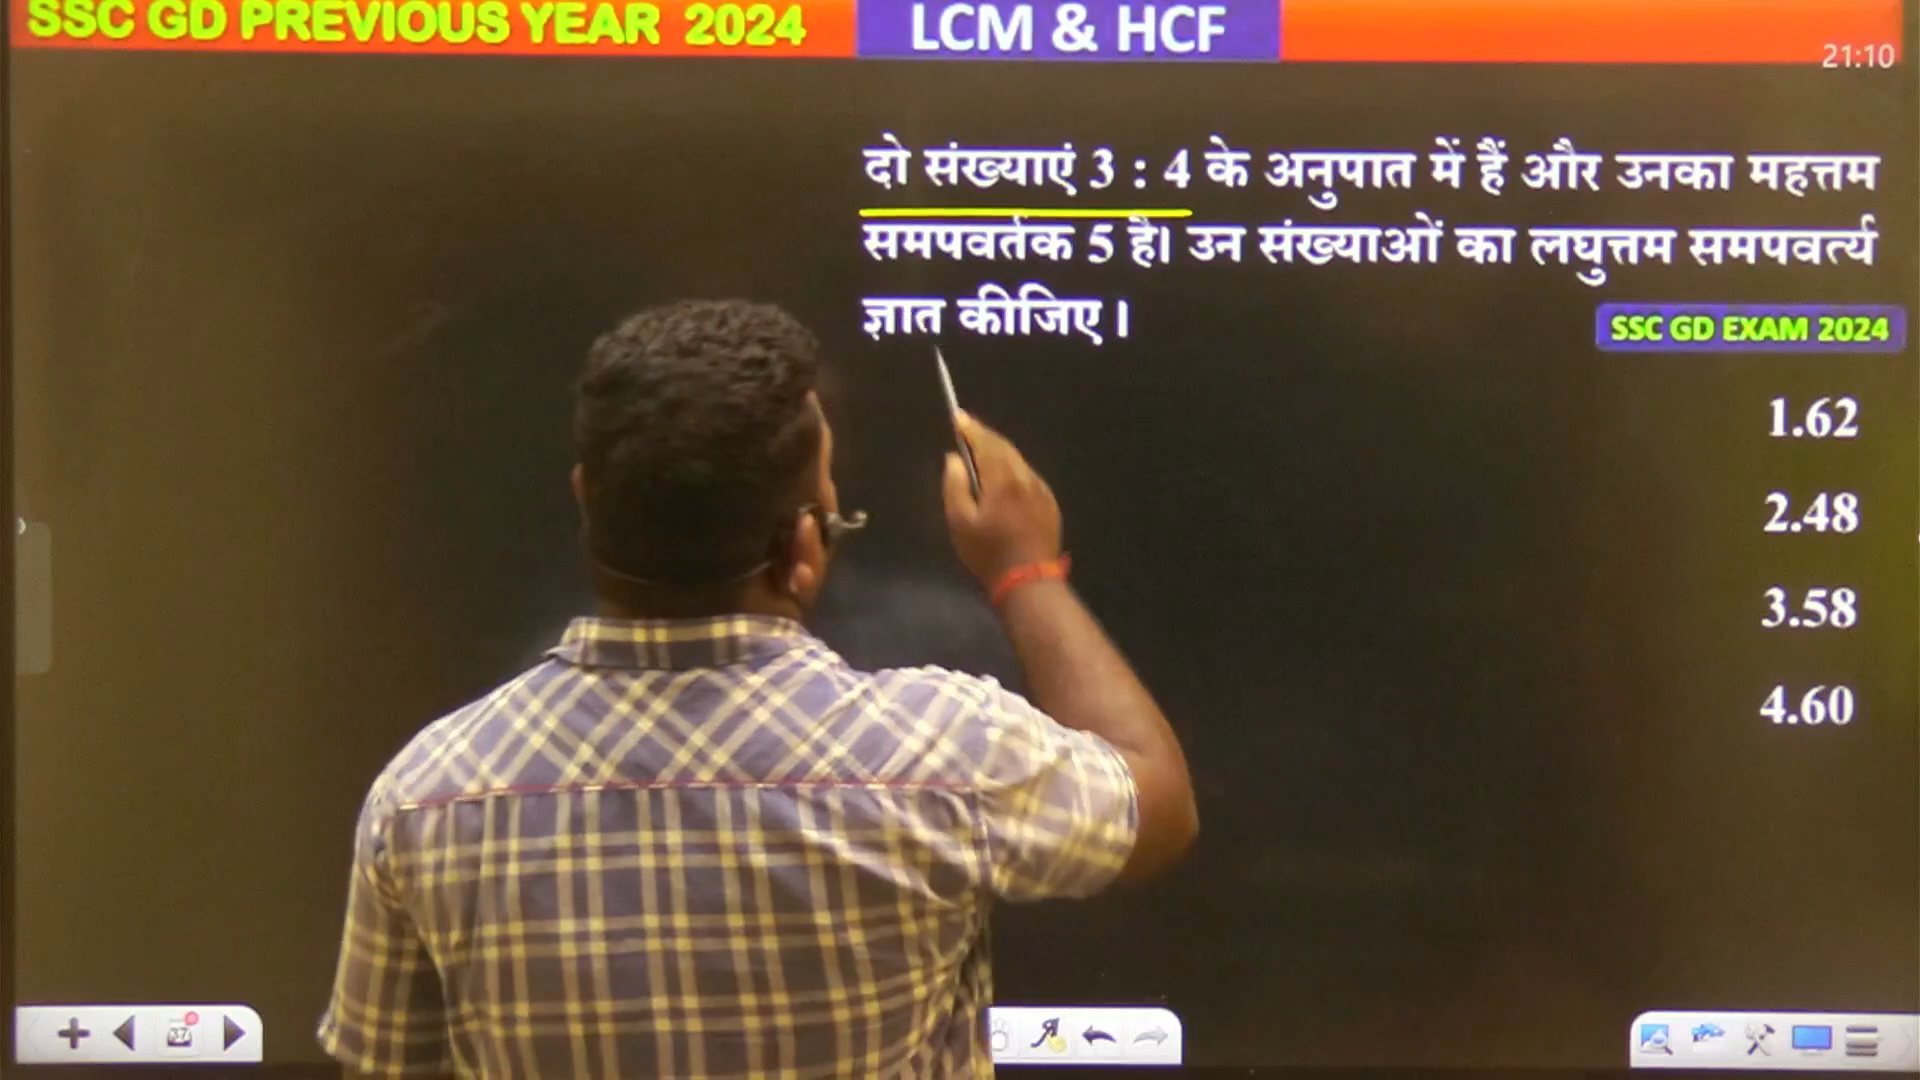 SSC GD PREVIOUS YEAR 2024
LCM & HCF
21:10
दो संख्याएं 3 : 4 के अनुपात में हैं और उनका महत्तम
समपवर्तक 5 है। उन संख्याओं का लघुत्तम समपवर्त्य
ज्ञात कीजिए ।
SSC GD EXAM 2024
1.62
2.48
3.58
4.60
37